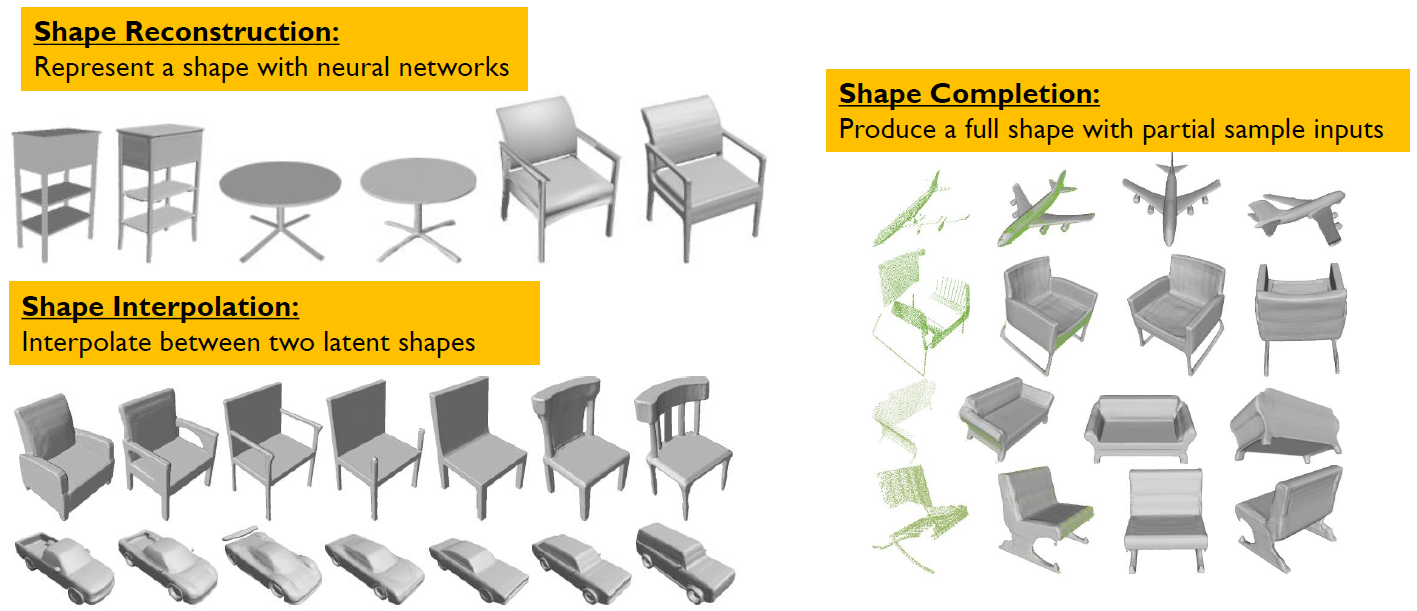 Shape Reconstruction:
Represent a shape with neural networks
Shape Interpolation:
Interpolate between two latent shapes
Shape Completion:
Produce a full shape with partial sample inputs